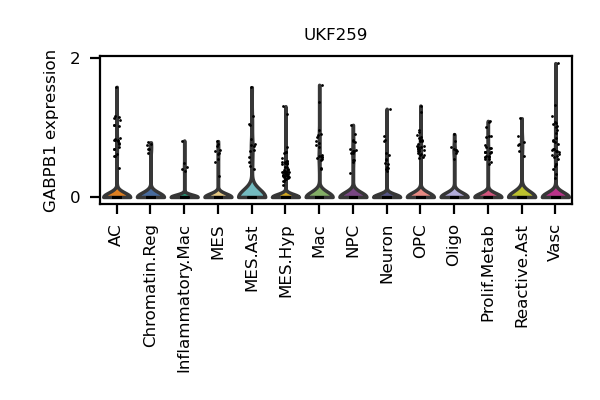 UKF259
GABPB1 expression
2
0
AC
Chromatin.Reg
Inflammatory.Mac
MES
MES.Ast
MES.Hyp
Mac
NPC
Neuron
OPC
Oligo
Prolif.Metab
Reactive.Ast
Vasc